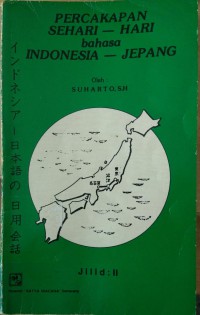 PERCAKAPAN
SEHARI — HARI
bahasa
INDONESIA — JEPANG
Oleh
SUHARTO, SH
インドネシアー日本語の日用会話
Jilid: II